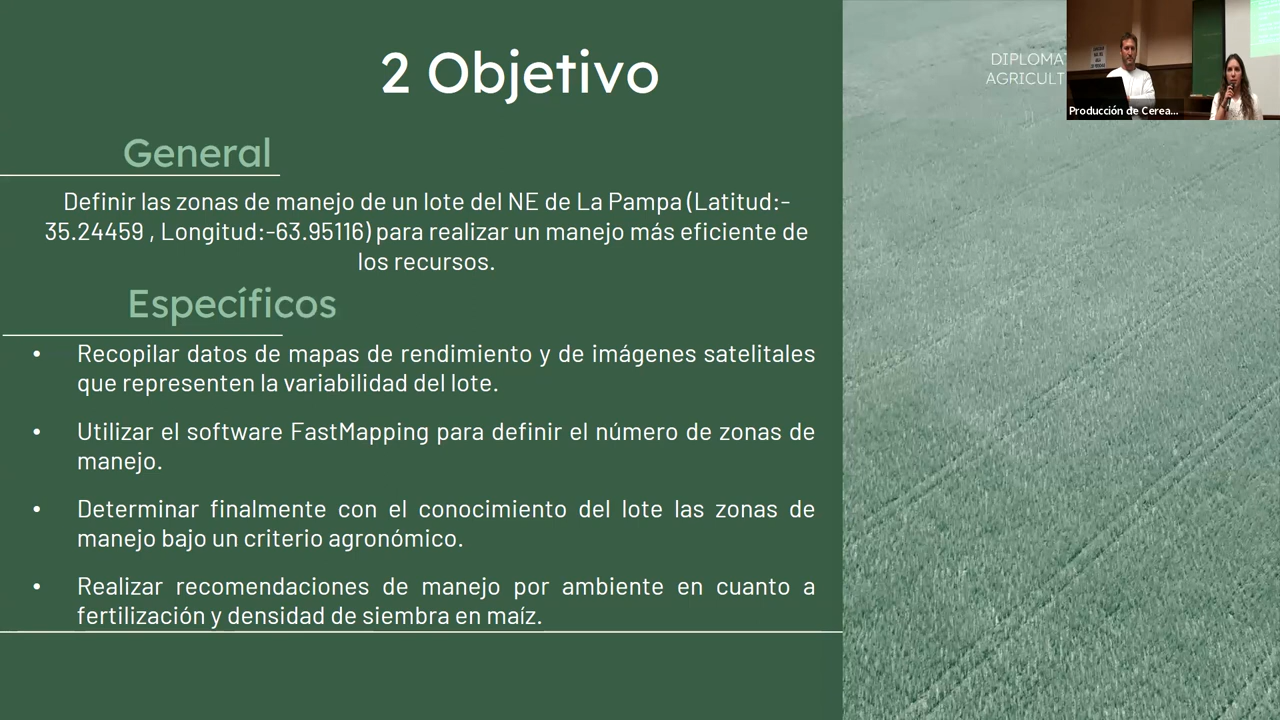 2 Objetivo
DIPLOMA
AGRICULT
Producción de Cerea...
General
Definir las zonas de manejo de un lote del NE de La Pampa (Latitud:-
35.24459 , Longitud:-63.95116) para realizar un manejo más eficiente de
los recursos.
Específicos
• Recopilar datos de mapas de rendimiento y de imágenes satelitales
que representen la variabilidad del lote.
• Utilizar el software FastMapping para definir el número de zonas de
manejo.
• Determinar finalmente con el conocimiento del lote las zonas de
manejo bajo un criterio agronómico.
• Realizar recomendaciones de manejo por ambiente en cuanto a
fertilización y densidad de siembra en maíz.